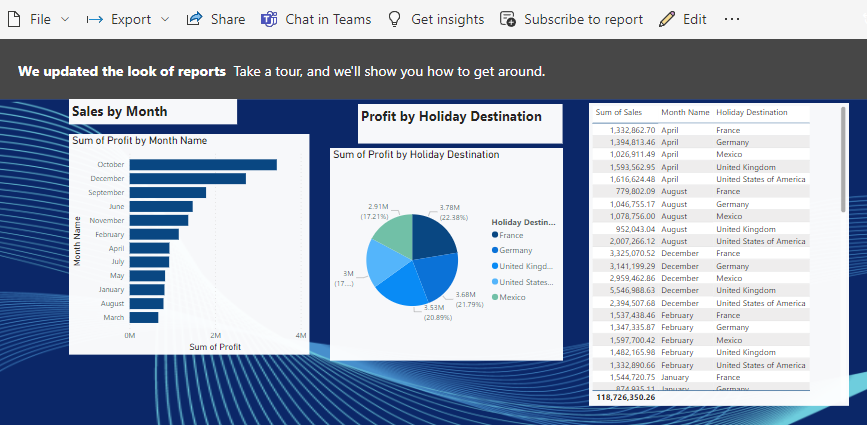 File Export Share Chat in Teams Get insights Subscribe to report Edit ...
We updated the look of reports Take a tour, and we'll show you how to get around.
Sales by Month
Sum of Profit by Month Name
Month Name
October
December
September
June
November
February
April
July
May
January
August
March
0M 2M 4M
Sum of Profit
Profit by Holiday Destination
Sum of Profit by Holiday Destination
3.78M
(22.38%)
3.68M
(21.79%)
3.53M
(20.89%)
3M
(17....)
2.91M
(17.21%)
Holiday Destin...
France
Germany
United Kingd...
United States...
Mexico
Sum of Sales Month Name Holiday Destination
1,332,862.70 April France
1,394,813.46 April Germany
1,026,911.49 April Mexico
1,593,562.95 April United Kingdom
1,616,624.48 April United States of America
779,802.09 August France
1,046,755.17 August Germany
1,078,756.00 August Mexico
952,043.04 August United Kingdom
2,007,266.12 August United States of America
3,325,070.52 December France
3,141,199.29 December Germany
2,959,462.86 December Mexico
5,546,988.63 December United Kingdom
2,394,507.68 December United States of America
1,537,438.46 February France
1,347,335.87 February Germany
1,597,700.42 February Mexico
1,482,165.98 February United Kingdom
1,332,890.66 February United States of America
1,544,720.75 January France
874,935.11 January Germany
118,726,350.26